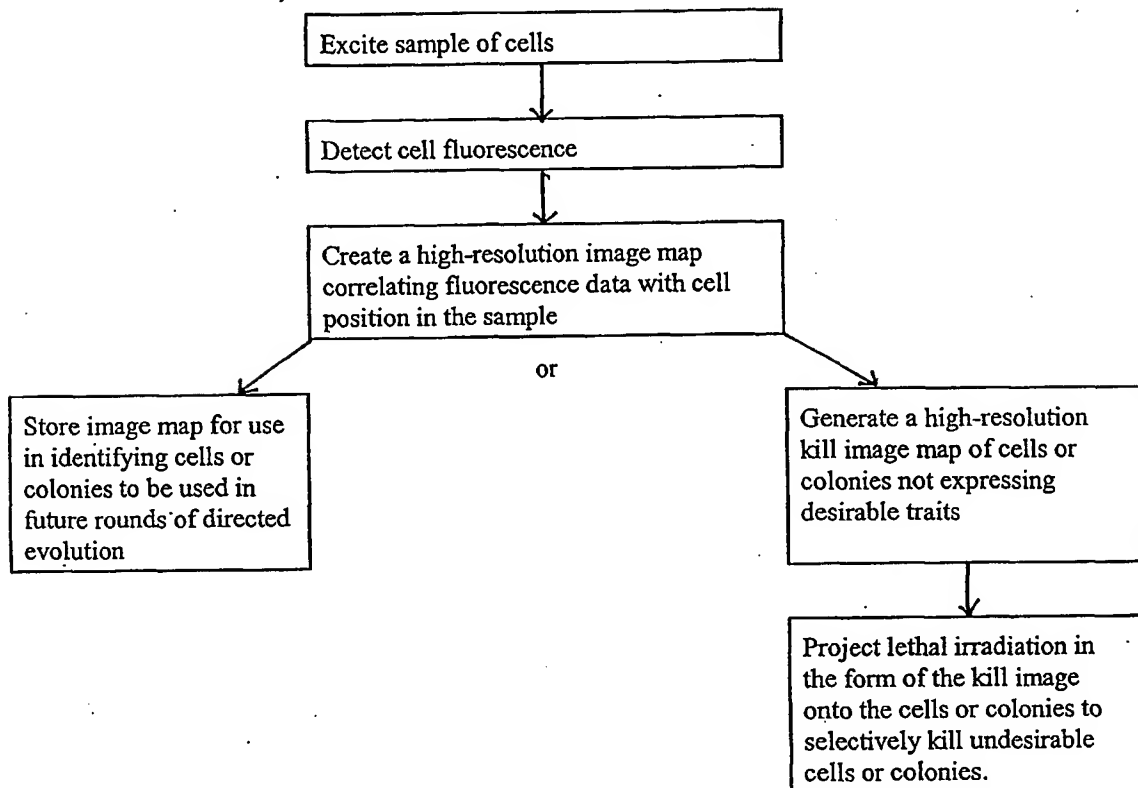 Excite sample of cells
Detect cell fluorescence
Create a high-resolution image map
correlating fluorescence data with cell
position in the sample
or
Store image map for use
in identifying cells or
colonies to be used in
future rounds of directed
evolution
Generate a high-resolution
kill image map of cells or
colonies not expressing
desirable traits
Project lethal irradiation in
the form of the kill image
onto the cells or colonies to
selectively kill undesirable
cells or colonies.